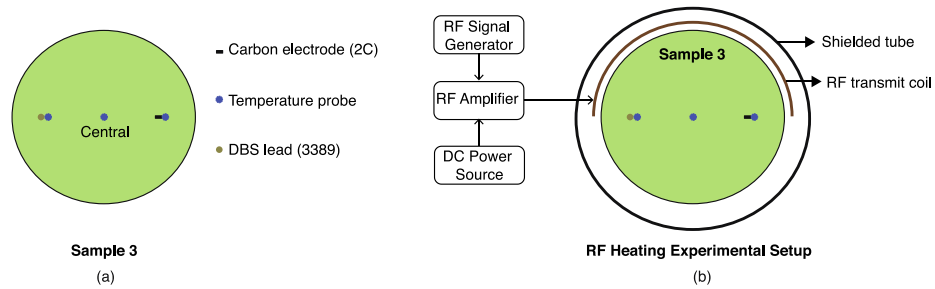 Carbon electrode (2C)
Temperature probe
Central
DBS lead (3389)
Sample 3
(a)
RF Signal
Generator
RF Amplifier
DC Power
Source
Sample 3
Shielded tube
RF transmit coil
RF Heating Experimental Setup
(b)